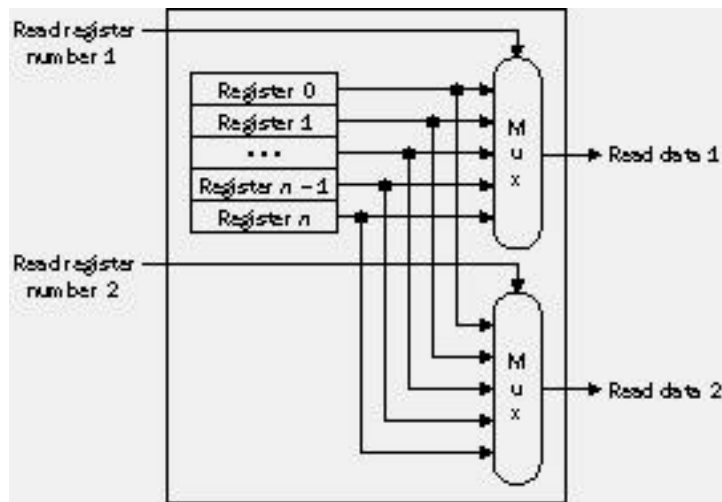 Read register
number 1
Register 0
Register 1
...
Register n – 1
Register n
M
u
x
Read data 1
Read register
number 2
M
u
x
Read data 2